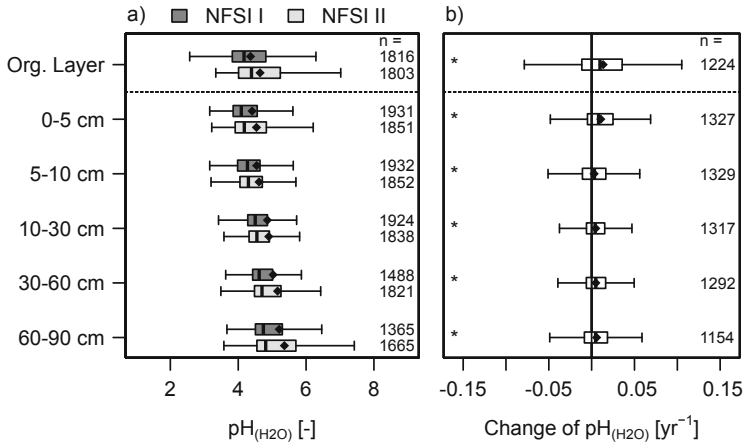 a) NFSI I NFSI II b)
n = n =
Org. Layer 1816 * 1224
1803
0-5 cm 1931 * 1327
1851
5-10 cm 1932 * 1329
1852
10-30 cm 1924 * 1317
1838
30-60 cm 1488 * 1292
1821
60-90 cm 1365 * 1154
1665
2 4 6 8 -0.15 -0.05 0.05 0.15
pH(H2O) [-] Change of pH(H2O) [yr⁻¹]